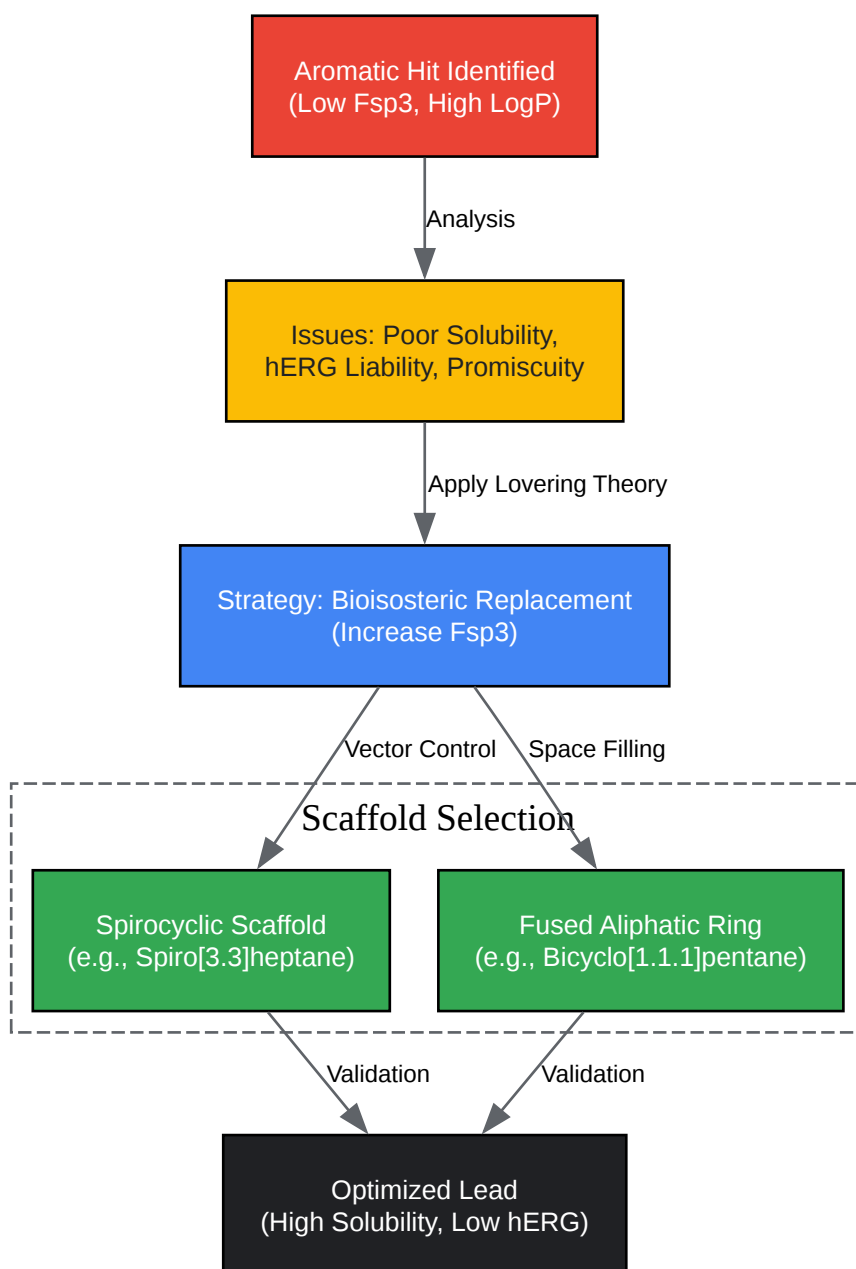 Aromatic Hit Identified
(Low Fsp3, High LogP)
Analysis
Issues: Poor Solubility,
hERG Liability, Promiscuity
Apply Lovering Theory
Strategy: Bioisosteric Replacement
(Increase Fsp3)
Vector Control
Space Filling
Scaffold Selection
Spirocyclic Scaffold
(e.g., Spiro[3.3]heptane)
Fused Aliphatic Ring
(e.g., Bicyclo[1.1.1]pentane)
Validation
Validation
Optimized Lead
(High Solubility, Low hERG)